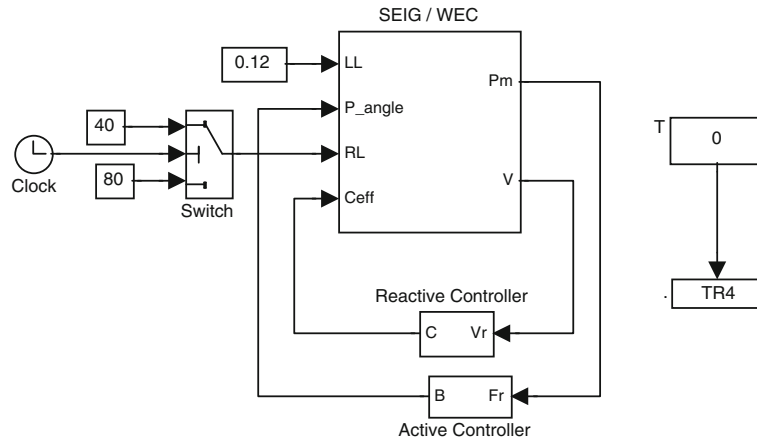 SEIG / WEC
0.12
LL
Pm
P_angle
40
T
0
RL
Clock
80
V
Ceff
Switch
Reactive Controller
. TR4
C
Vr
B
Fr
Active Controller